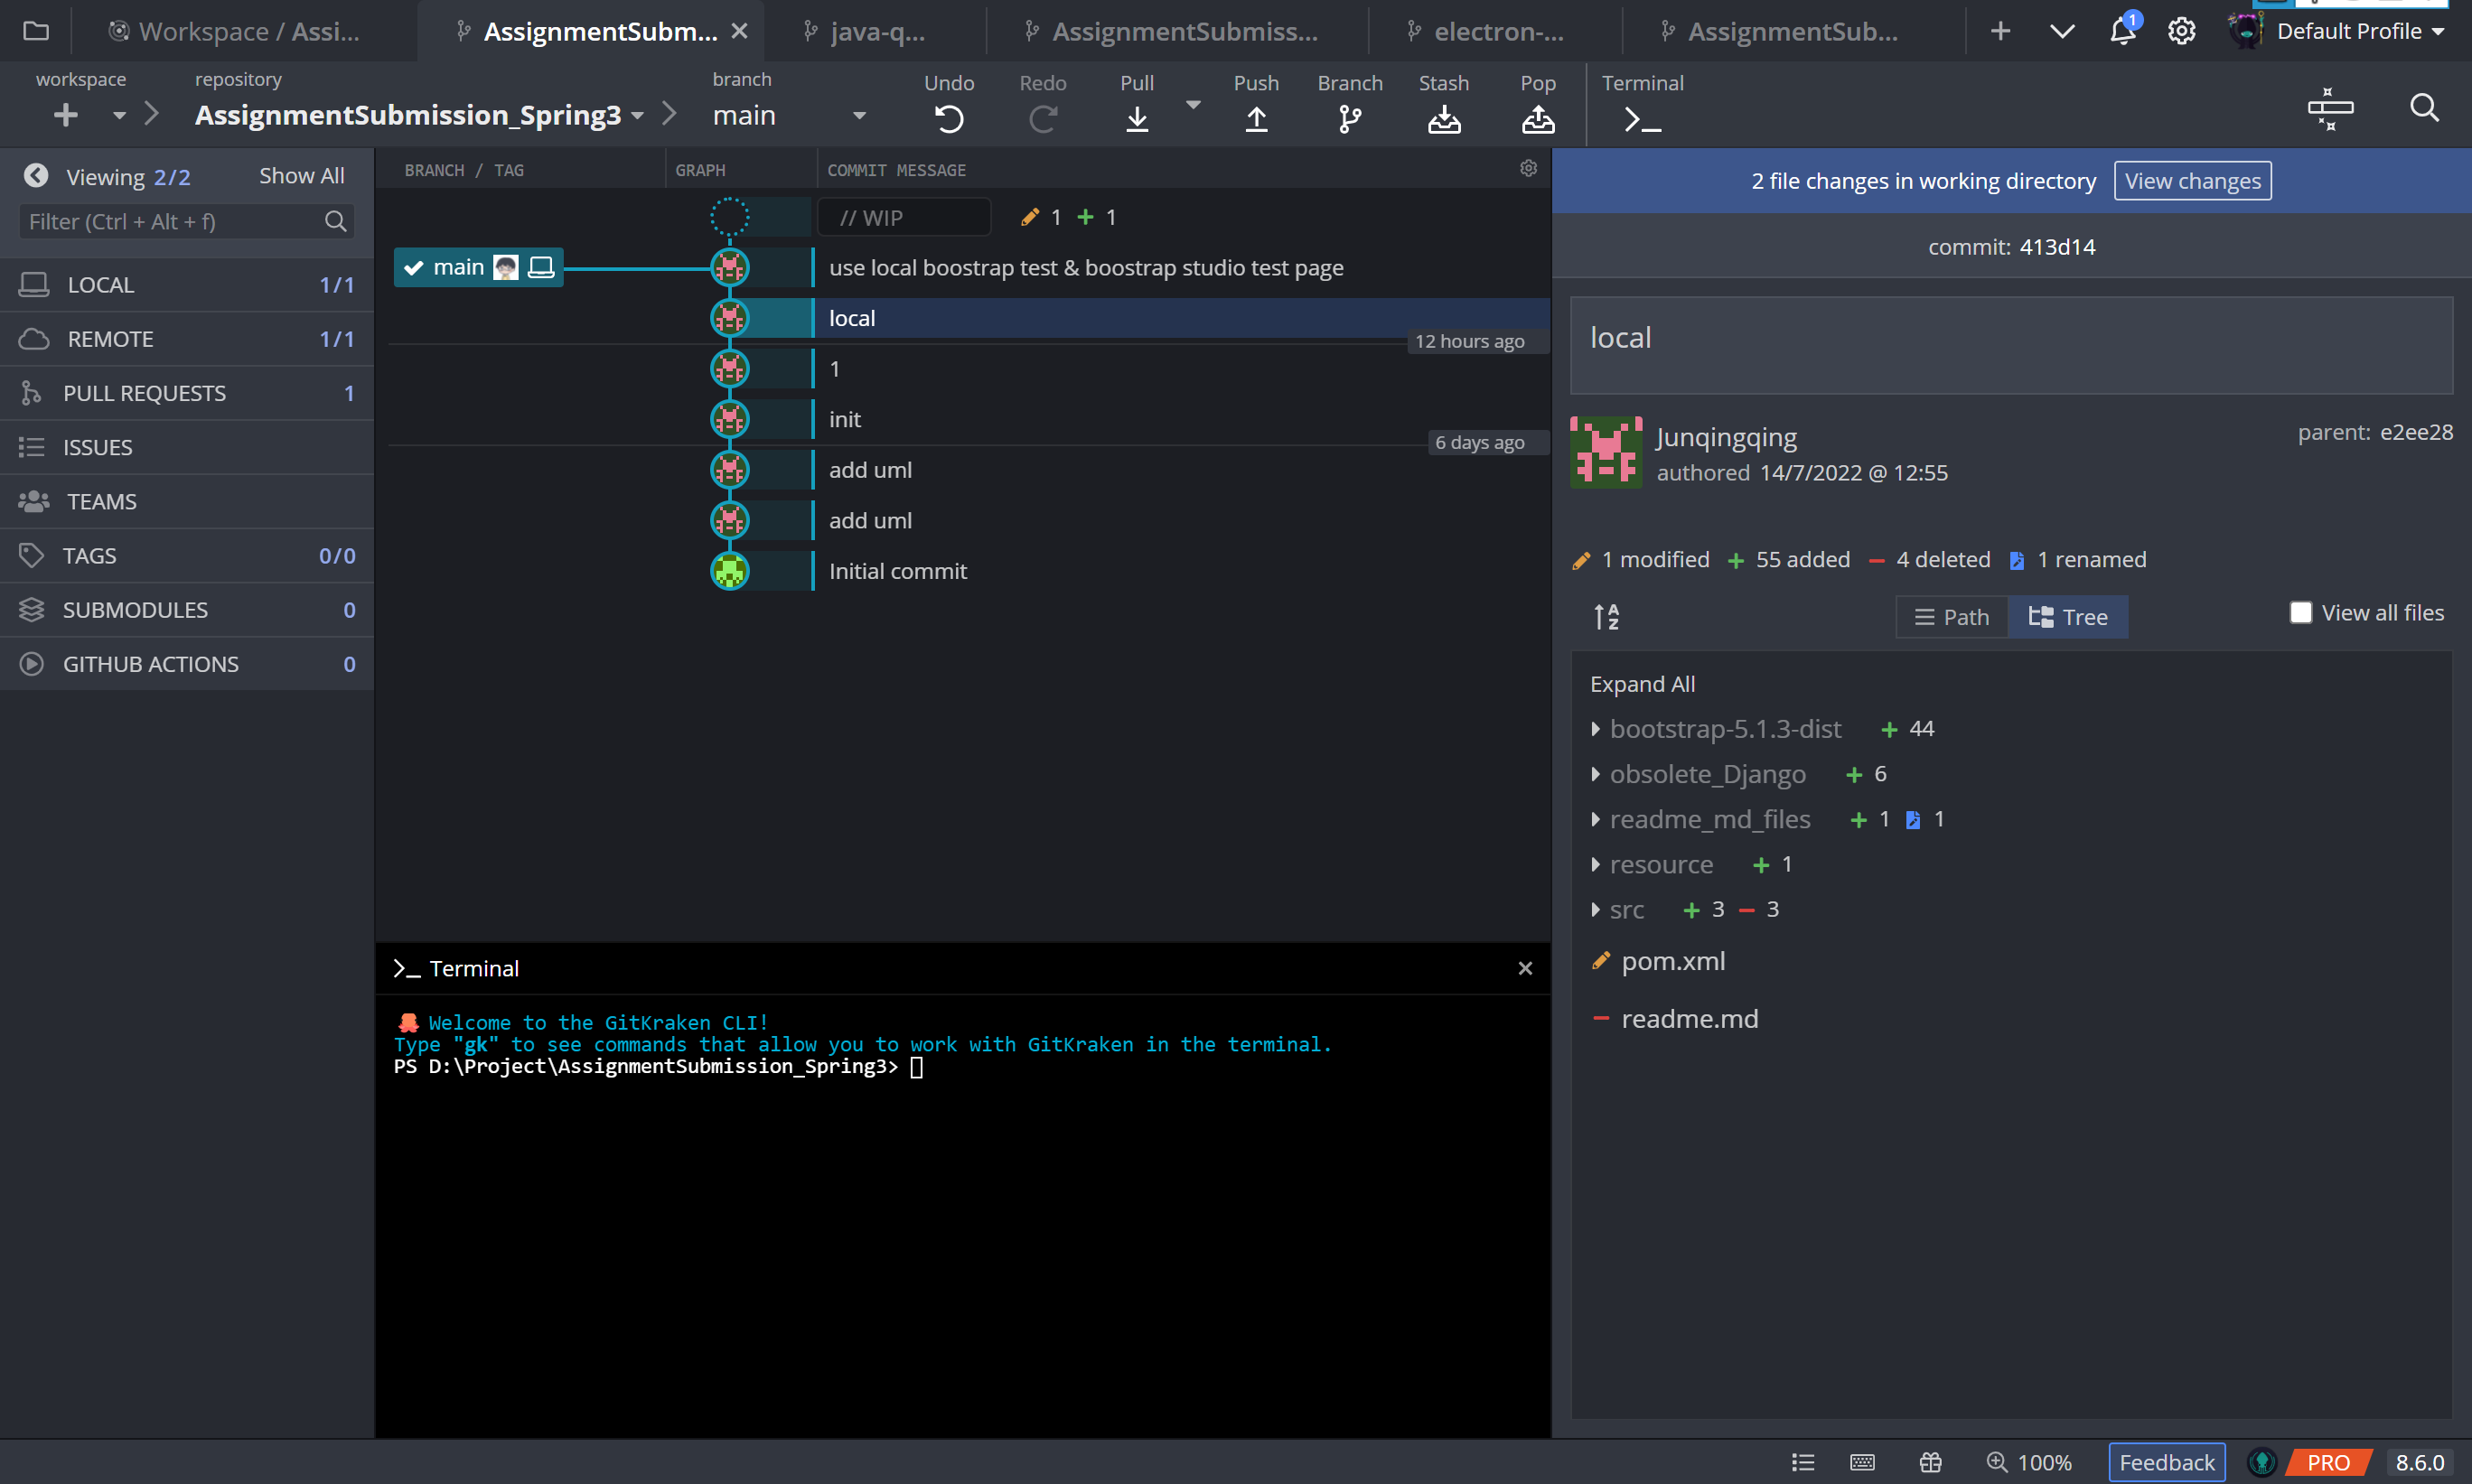 Workspace / Assi...
AssignmentSubm...
java-q...
AssignmentSubmiss...
electron-...
AssignmentSub...
1
Default Profile
workspace
repository
AssignmentSubmission_Spring3
branch
main
Undo
Redo
Pull
Push
Branch
Stash
Pop
Terminal
Viewing 2/2
Show All
Filter (Ctrl + Alt + f)
LOCAL 1/1
REMOTE 1/1
PULL REQUESTS 1
ISSUES
TEAMS
TAGS 0/0
SUBMODULES 0
GITHUB ACTIONS 0
BRANCH / TAG
GRAPH
COMMIT MESSAGE
// WIP 1 + 1
main
use local boostrap test & boostrap studio test page
local
12 hours ago
1
init
6 days ago
add uml
add uml
Initial commit
Terminal
Welcome to the GitKraken CLI!
Type "gk" to see commands that allow you to work with GitKraken in the terminal.
PS D:\Project\AssignmentSubmission_Spring3>
2 file changes in working directory
View changes
commit: 413d14
local
Junqingqing
authored 14/7/2022 @ 12:55
parent: e2ee28
1 modified + 55 added − 4 deleted 1 renamed
A
Z
Path
Tree
View all files
Expand All
bootstrap-5.1.3-dist + 44
obsolete_Django + 6
readme_md_files + 1 1
resource + 1
src + 3 − 3
pom.xml
− readme.md
100%
Feedback
PRO
8.6.0